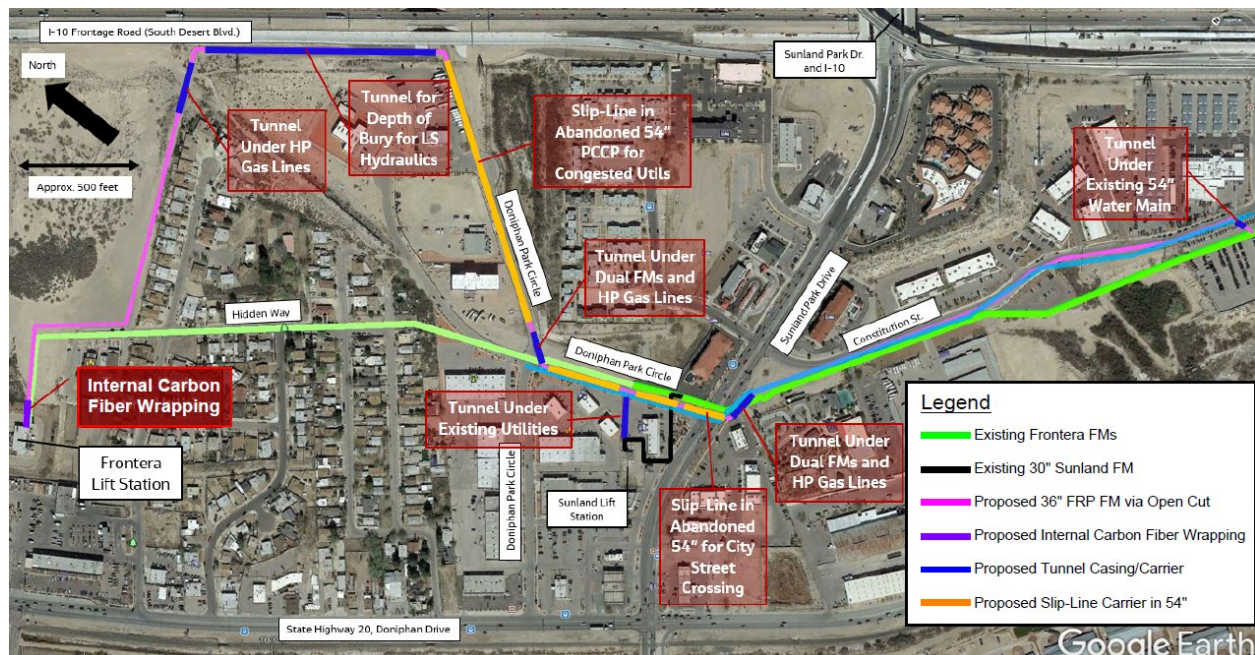 I-10 Frontage Road (South Desert Blvd.)
North
Approx. 500 feet
Tunnel
Under HP
Gas Lines
Tunnel for
Depth of
Bury for LS
Hydraulics
Slip-Line in
Abandoned 54"
PCCP for
Congested Utils
Sunland Park Dr.
and I-10
Tunnel
Under
Existing 54"
Water Main
Doniphan Park Circle
Tunnel Under
Dual FMs and
HP Gas Lines
Sunland Park Drive
Constitution St.
Hidden Way
Doniphan Park Circle
Internal Carbon
Fiber Wrapping
Frontera
Lift Station
Tunnel Under
Existing Utilities
Doniphan Park Circle
Sunland Lift
Station
Slip-Line in
Abandoned
54" for City
Street
Crossing
Tunnel Under
Dual FMs and
HP Gas Lines
State Highway 20, Doniphan Drive
Legend
Existing Frontera FMs
Existing 30" Sunland FM
Proposed 36" FRP FM via Open Cut
Proposed Internal Carbon Fiber Wrapping
Proposed Tunnel Casing/Carrier
Proposed Slip-Line Carrier in 54"
Google Earth